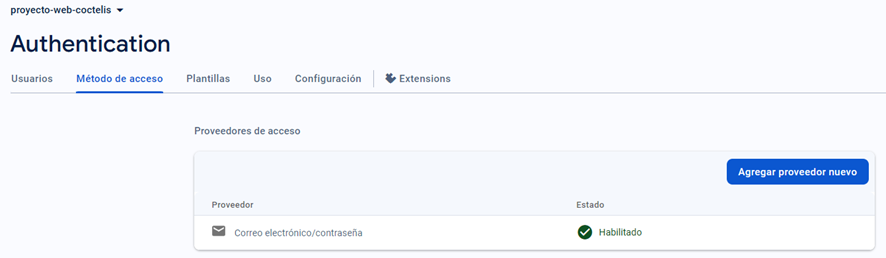 proyecto-web-coctelis
Authentication
Usuarios Método de acceso Plantillas Uso Configuración Extensions
Proveedores de acceso
Agregar proveedor nuevo
Proveedor Estado
Correo electrónico/contraseña Habilitado